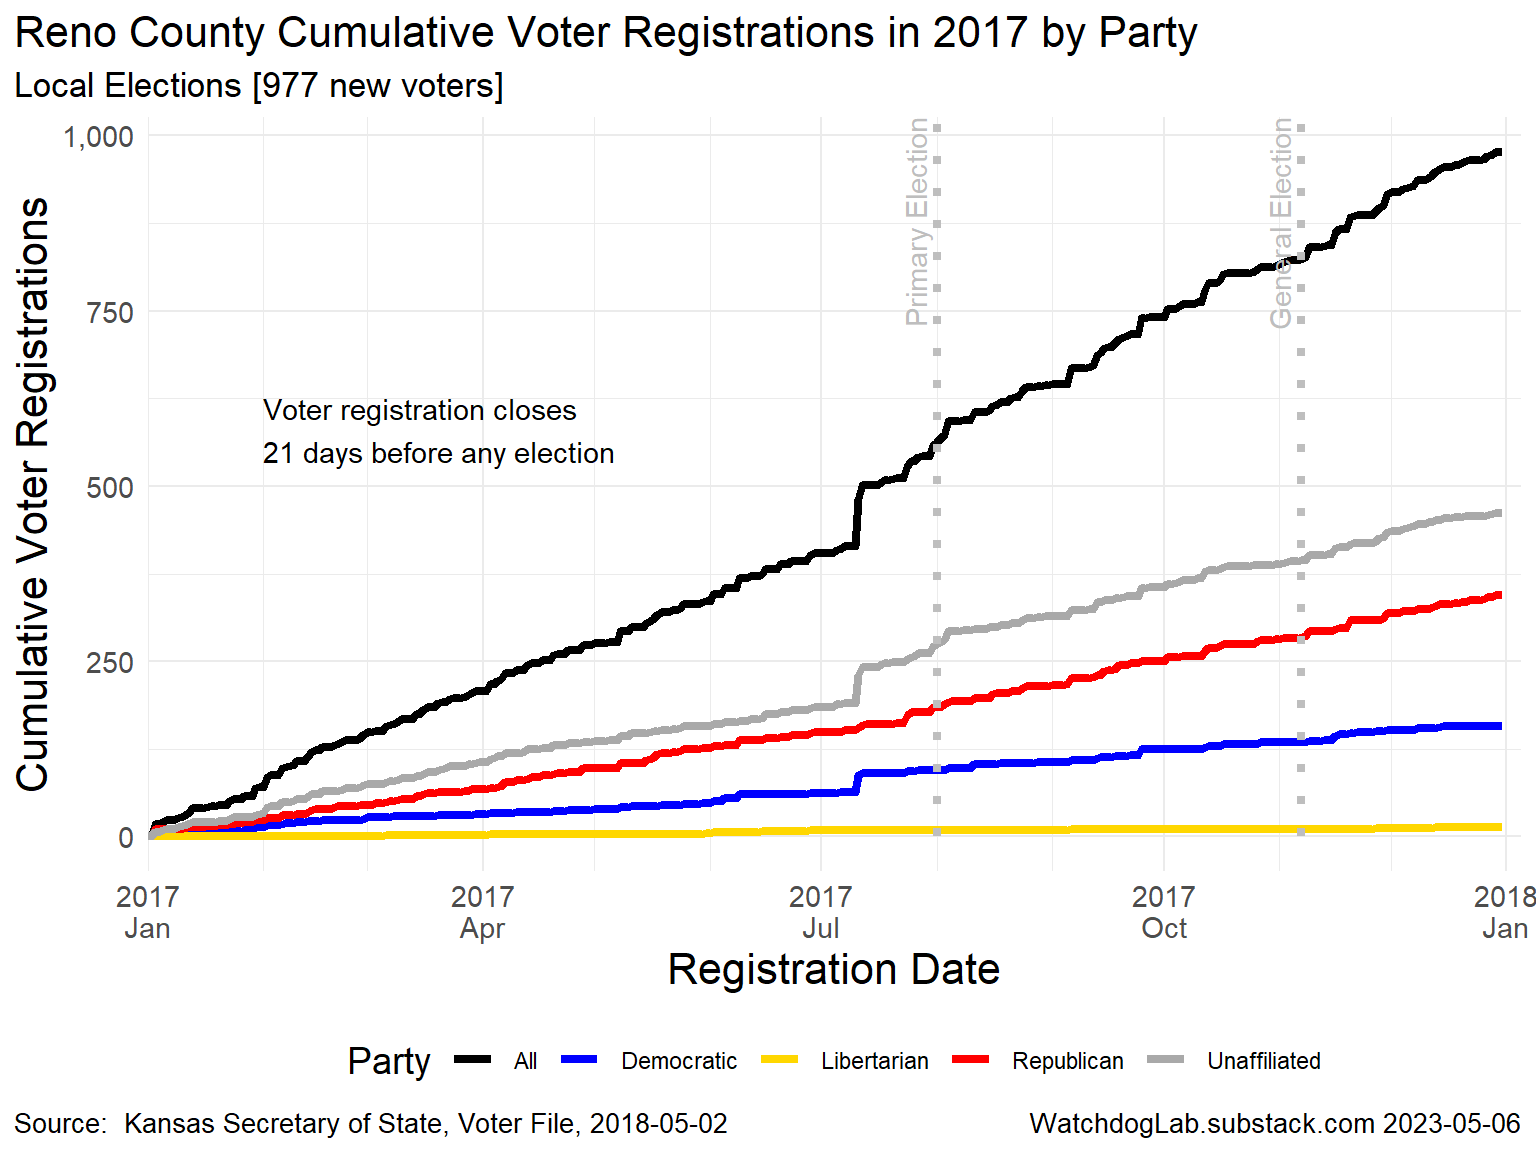 Reno County Cumulative Voter Registrations in 2017 by Party
Local Elections [977 new voters]
Cumulative Voter Registrations
1,000
750
500
250
0
Primary Election
General Election
Voter registration closes
21 days before any election
2017
Jan
2017
Apr
2017
Jul
2017
Oct
2018
Jan
Registration Date
Party
All
Democratic
Libertarian
Republican
Unaffiliated
Source:  Kansas Secretary of State, Voter File, 2018-05-02
WatchdogLab.substack.com 2023-05-06